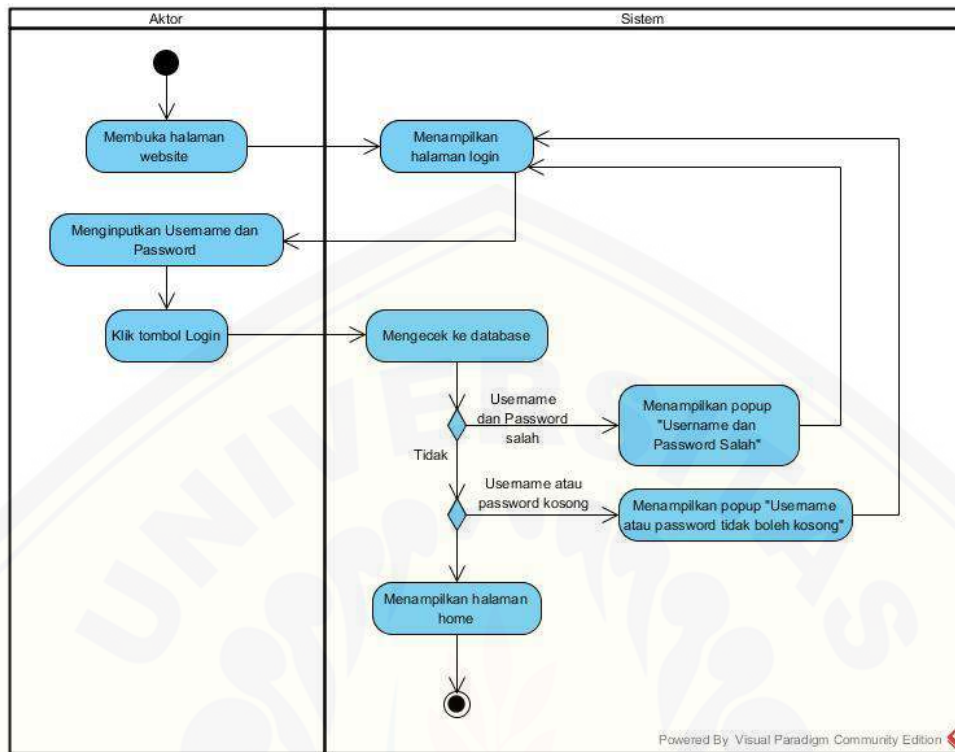 Aktor
Sistem
Membuka halaman
website
Menampilkan
halaman login
Menginputkan Username dan
Password
Klik tombol Login
Mengecek ke database
Username
dan Password
salah
Menampilkan popup
"Username dan
Password Salah"
Tidak
Username atau
password kosong
Menampilkan popup "Username
atau password tidak boleh kosong"
Menampilkan halaman
home
UNIVERSITAS
Powered By Visual Paradigm Community Edition